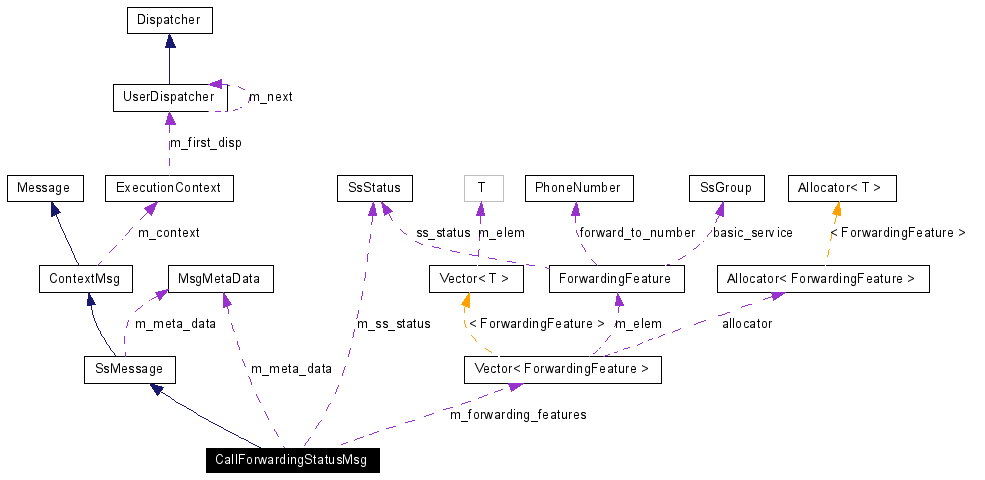 Dispatcher
UserDispatcher
m_next
m_first_disp
Message
ExecutionContext
SsStatus
T
PhoneNumber
SsGroup
Allocator< T >
m_context
ss_status
m_elem
forward_to_number
basic_service
< ForwardingFeature >
ContextMsg
MsgMetaData
Vector< T >
ForwardingFeature
Allocator< ForwardingFeature >
m_meta_data
m_ss_status
< ForwardingFeature >
m_elem
allocator
SsMessage
m_meta_data
Vector< ForwardingFeature >
m_forwarding_features
CallForwardingStatusMsg